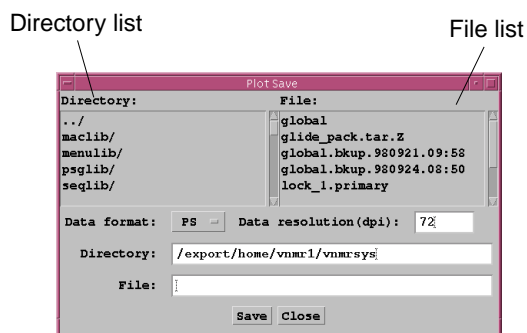 Directory list
File list
Plot Save
Directory: File:
../ global
maclib/ glide_pack.tar.Z
menulib/ global.bkup.980921.09:58
psglib/ global.bkup.980924.08:50
seqlib/ lock_1.primary
Data format: PS Data resolution(dpi): 72
Directory: /export/home/vnmr1/vnmrsys
File:
Save Close